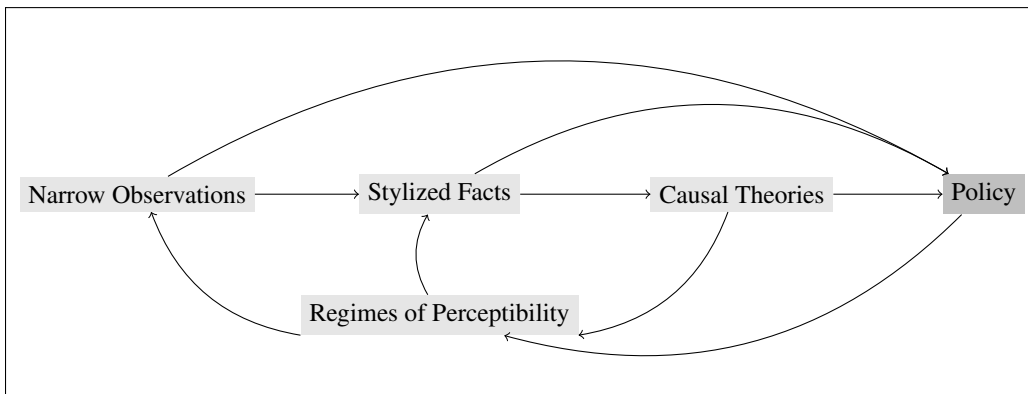 Narrow Observations
Stylized Facts
Causal Theories
Policy
Regimes of Perceptibility